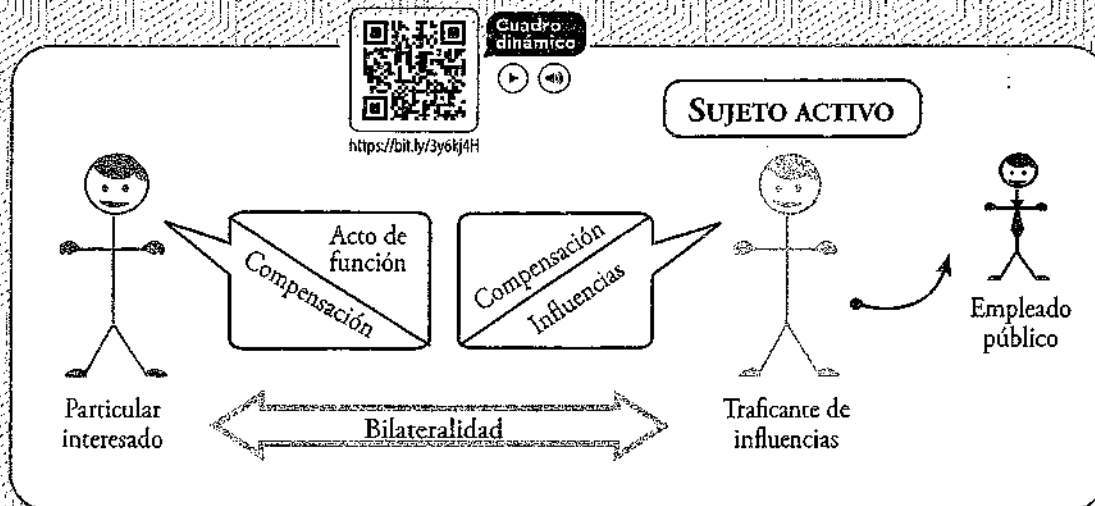 Cuadro
dinámico
https://bit.ly/3y6kj4H
SUJETO ACTIVO
Acto de
función
Compensación
Compensación
Influencias
Empleado
público
Particular
interesado
Bilateralidad
Traficante de
influencias